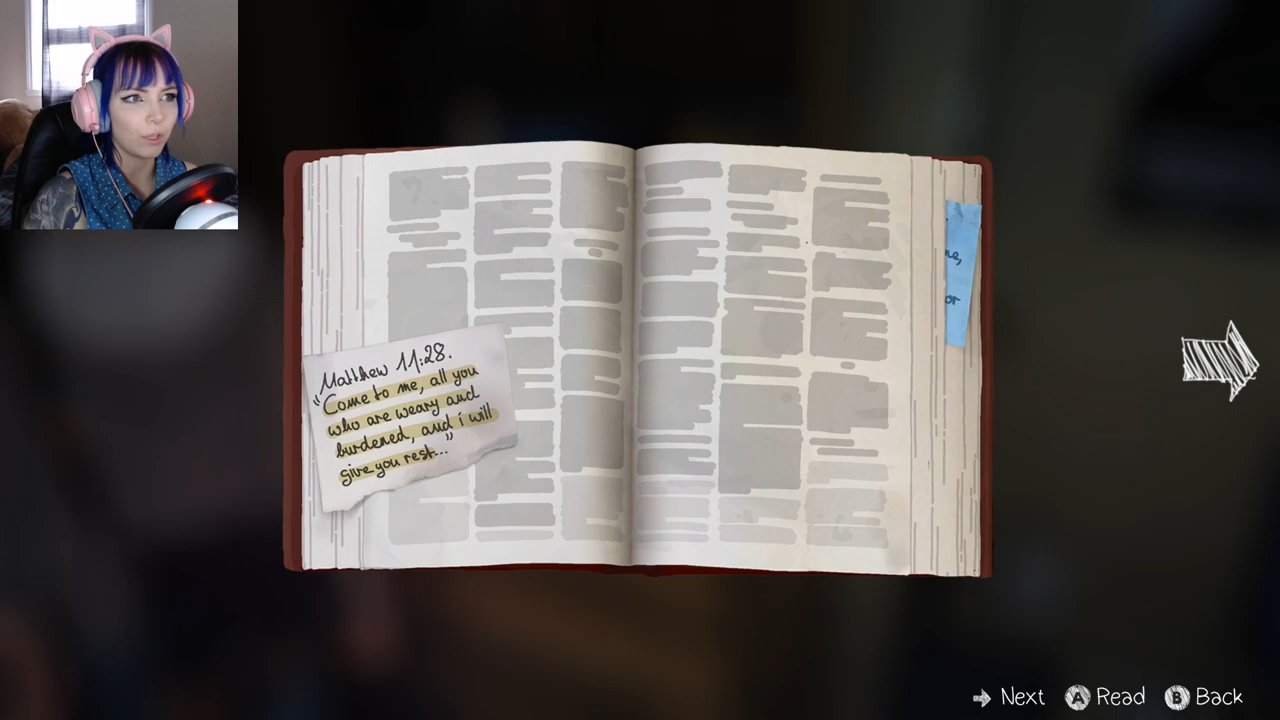 Matthew 11:28.
"Come to me, all you
who are weary and
burdened, and i will
give you rest..."
or
Next A Read B Back